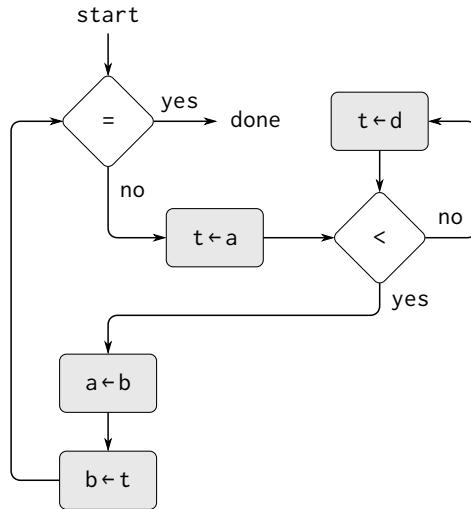 start
=
yes
done
t←d
no
t←a
<
no
yes
a←b
b←t